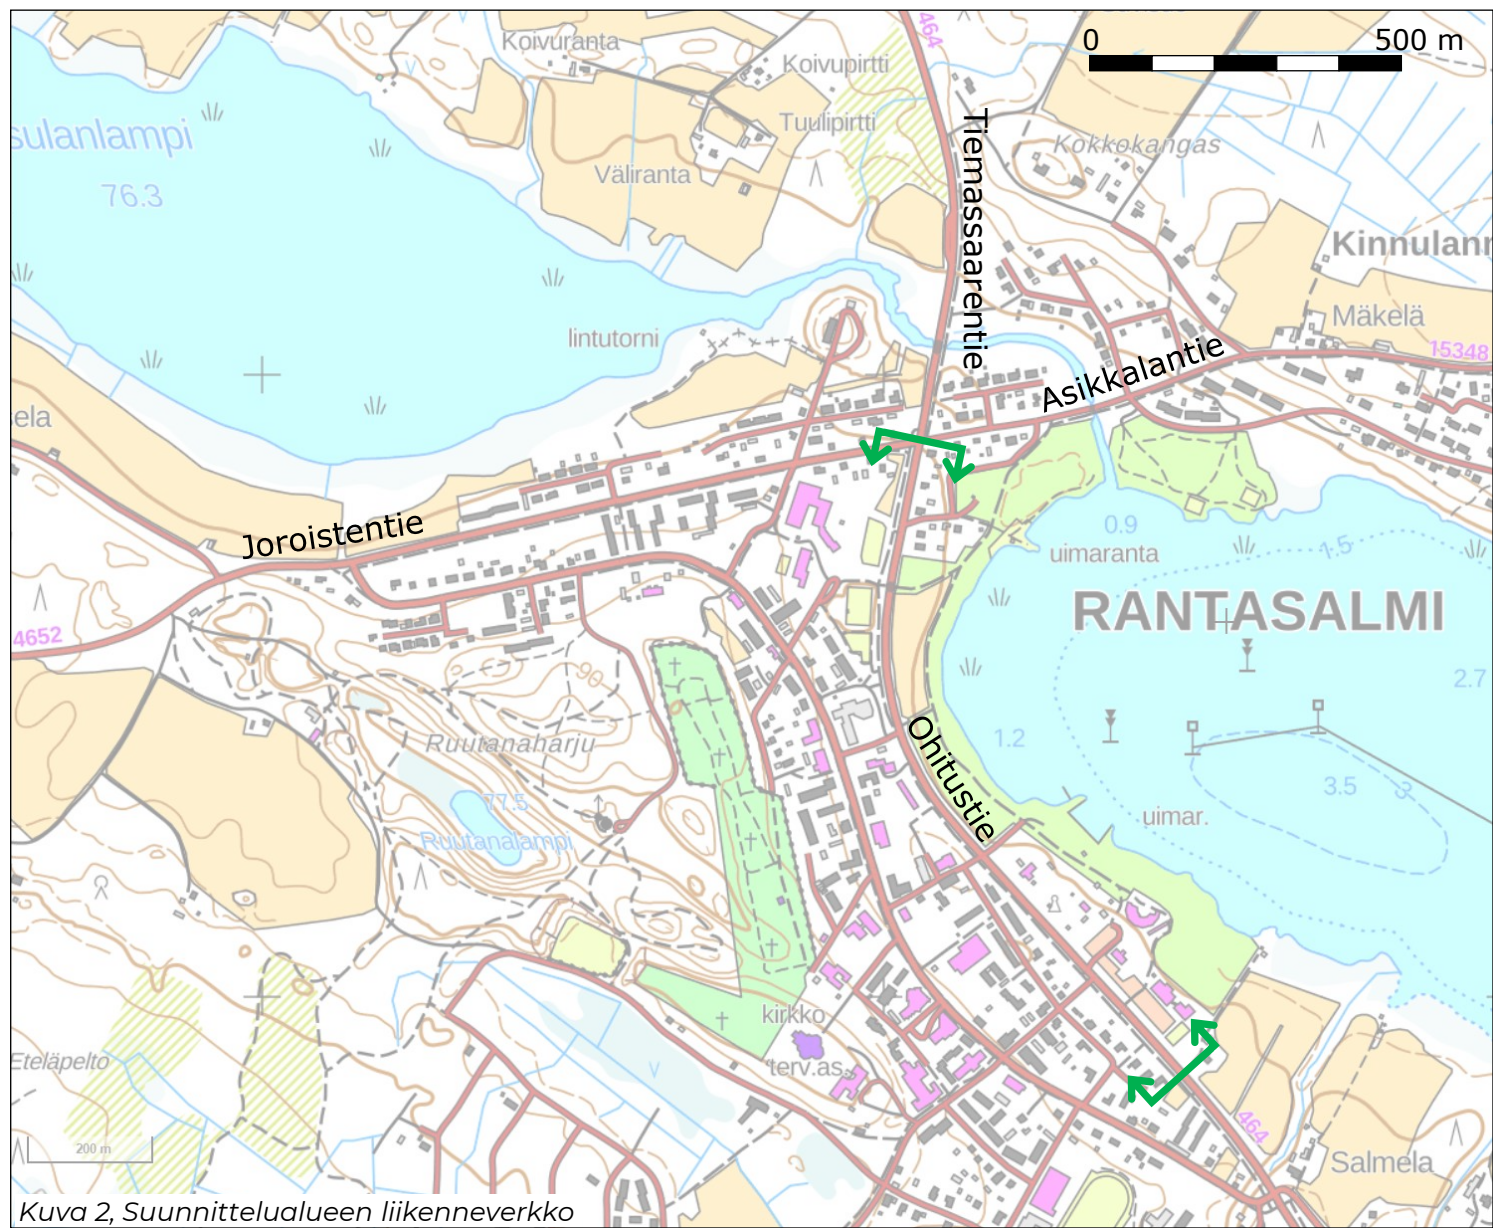 464
0
500 m
Koivuranta
Koivupirtti
Tuulipirtti
sulanlampi
76.3
Väliranta
Tiemassaarentie
Kokkokangas
Kinnulanr
Mäkelä
15348
lintutorni
Asikkalantie
ela
Joroistentie
0.9
1.5
uimaranta
RANTASALMI
4652
90
2.7
Ruutanaharju
1.2
Ohitustie
3.5
3
77.5
Ruutanalampi
uimar.
kirkko
terv.as.
Eteläpelto
464
200 m
Salmela
Kuva 2, Suunnittelualueen liikenneverkko